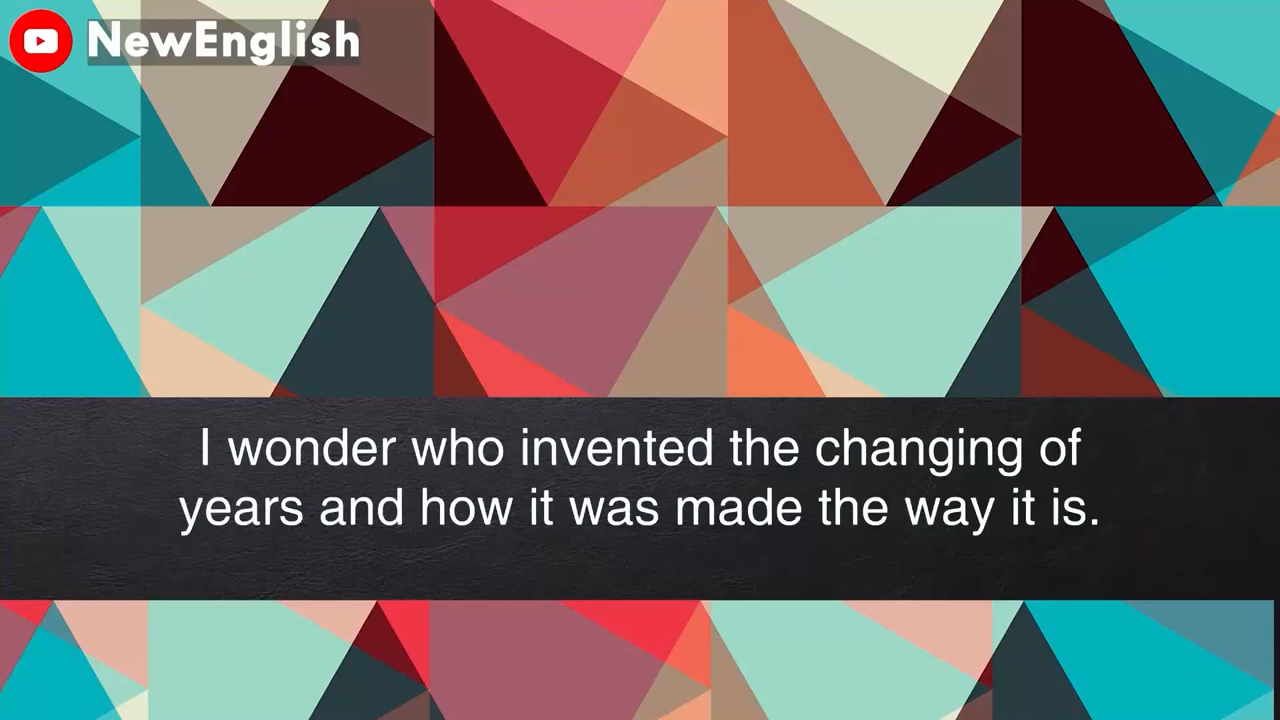 NewEnglish
I wonder who invented the changing of
years and how it was made the way it is.